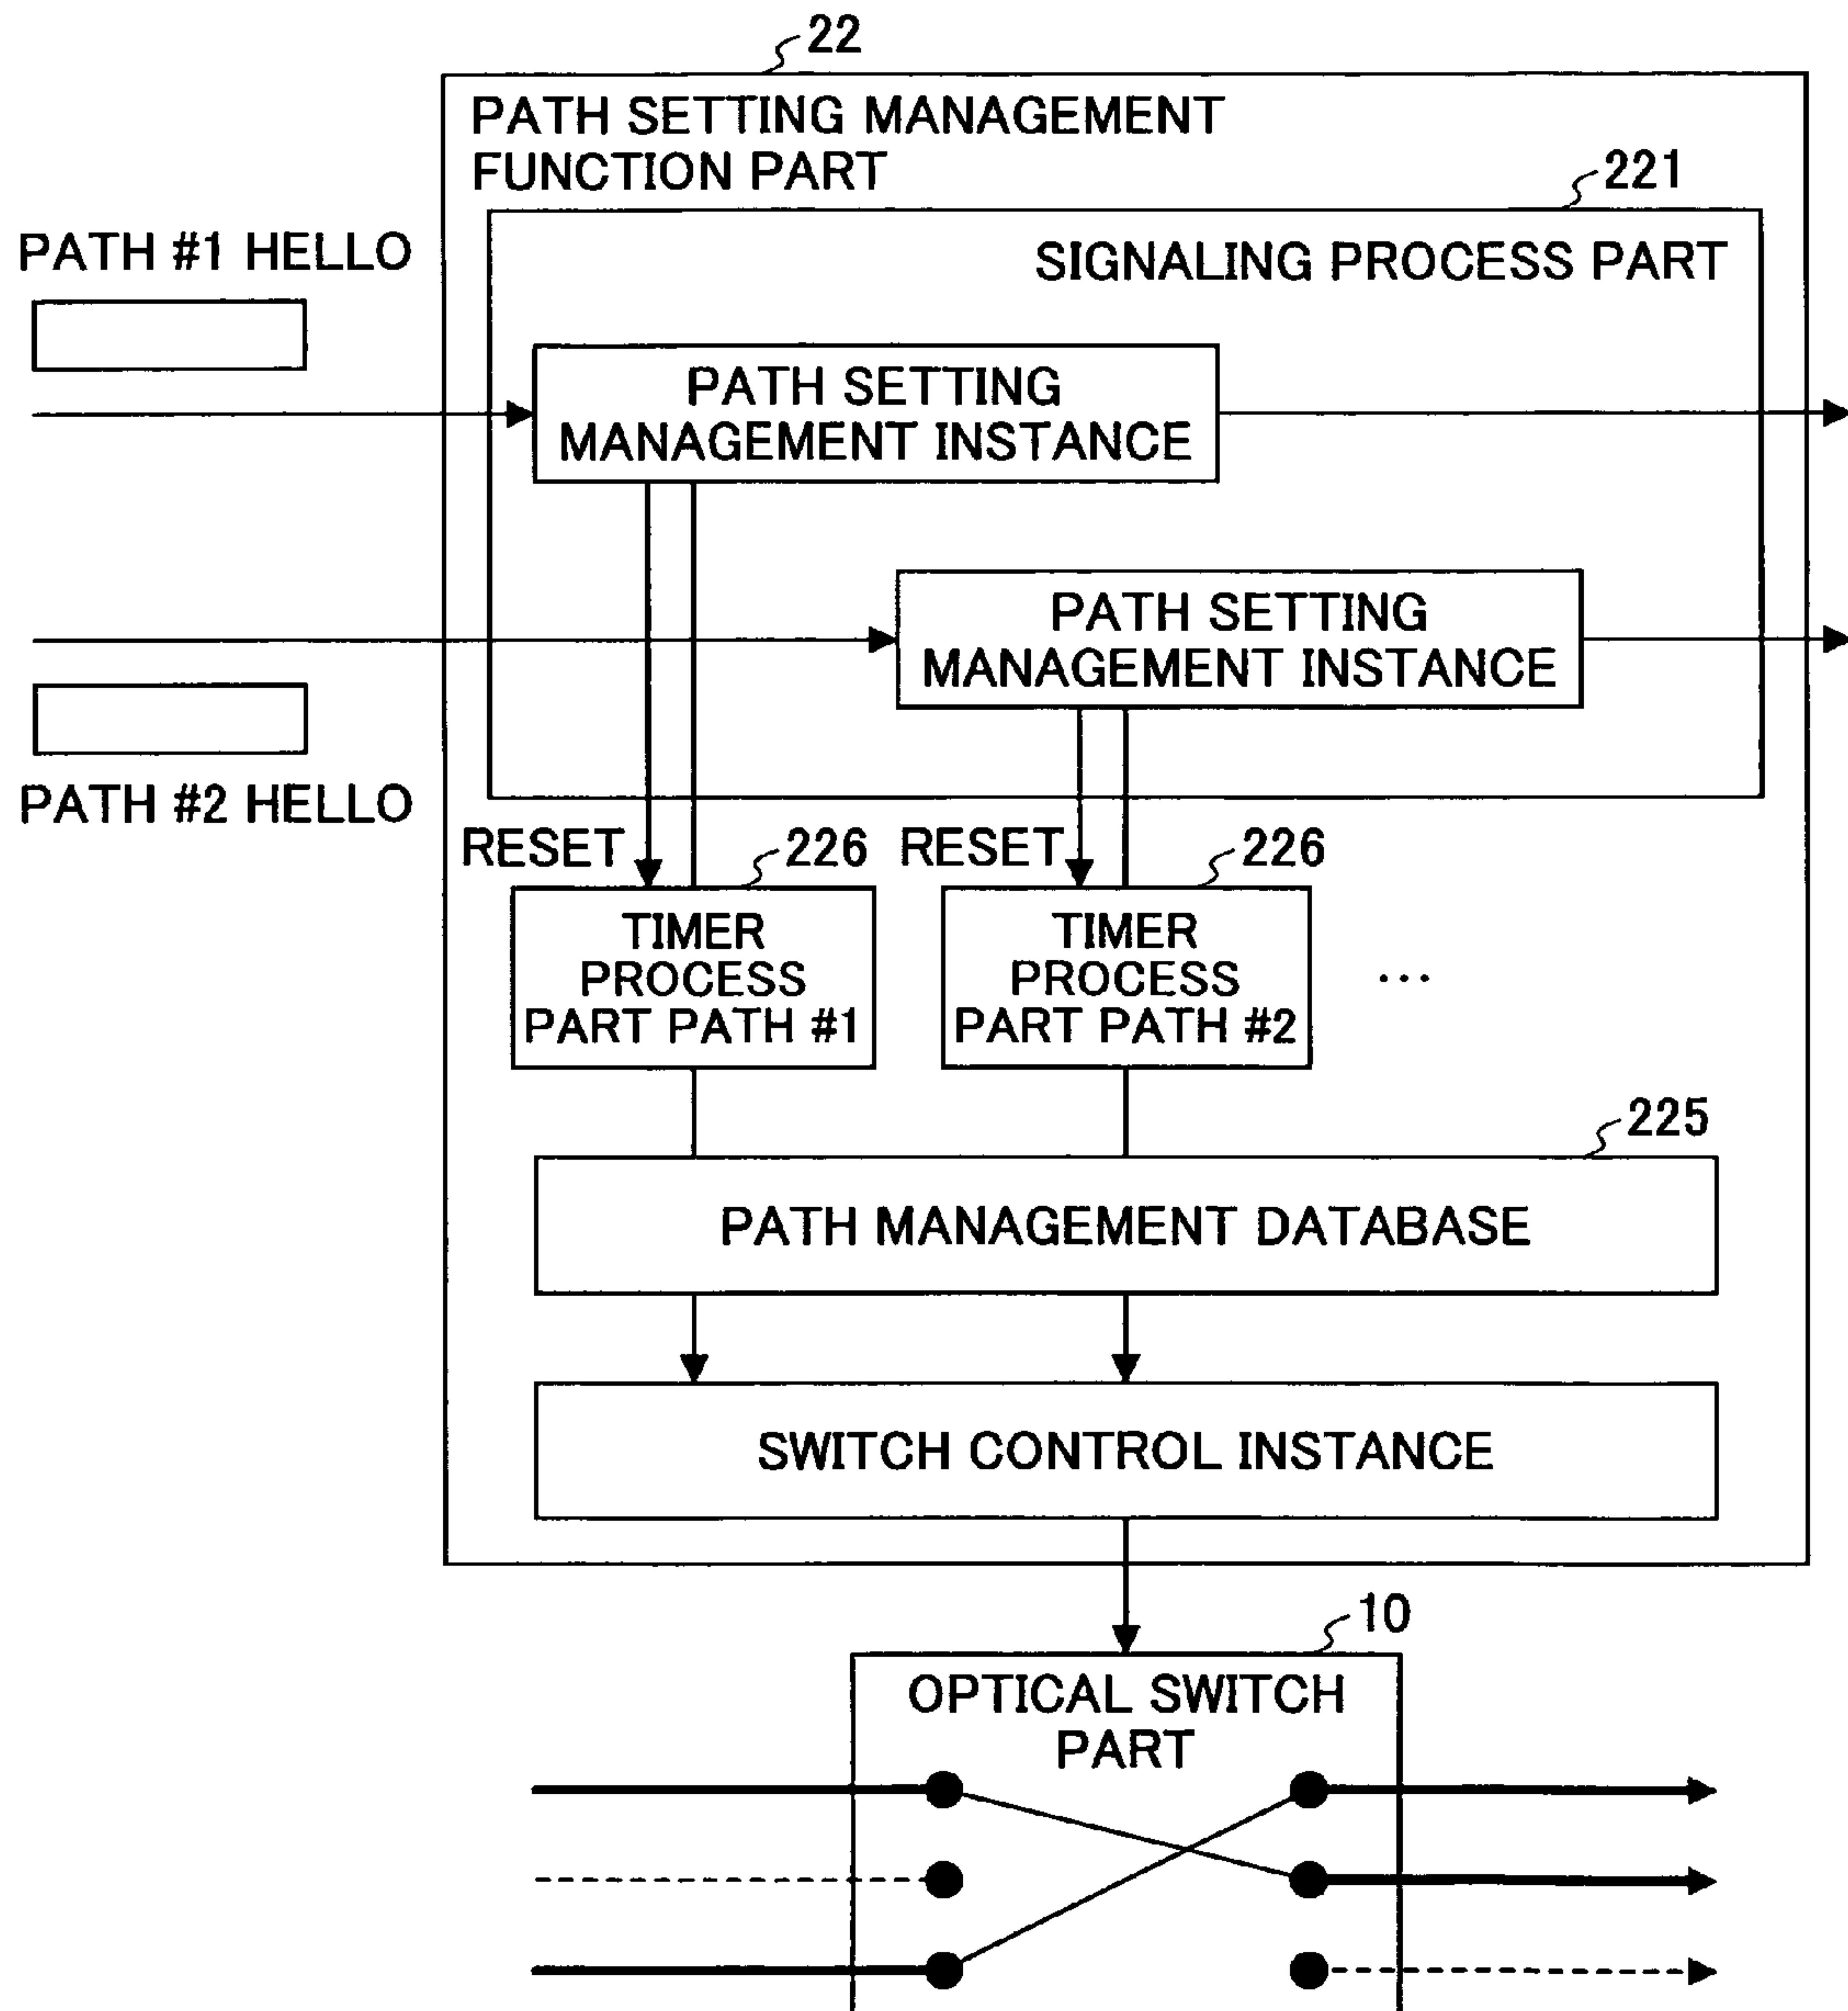 22
PATH SETTING MANAGEMENT
FUNCTION PART
221
SIGNALING PROCESS PART
PATH #1 HELLO
PATH SETTING
MANAGEMENT INSTANCE
PATH SETTING
MANAGEMENT INSTANCE
PATH #2 HELLO
RESET
226
RESET
226
TIMER
PROCESS
PART PATH #1
TIMER
PROCESS
PART PATH #2
...
225
PATH MANAGEMENT DATABASE
SWITCH CONTROL INSTANCE
10
OPTICAL SWITCH
PART